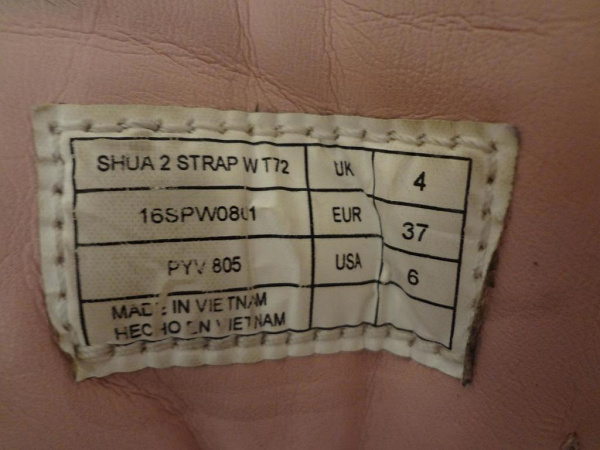 SHUA 2 STRAP W T72 UK 4
16SPW0801 EUR 37
PYV 805 USA 6
MADE IN VIETNAM
HECHO EN VIETNAM